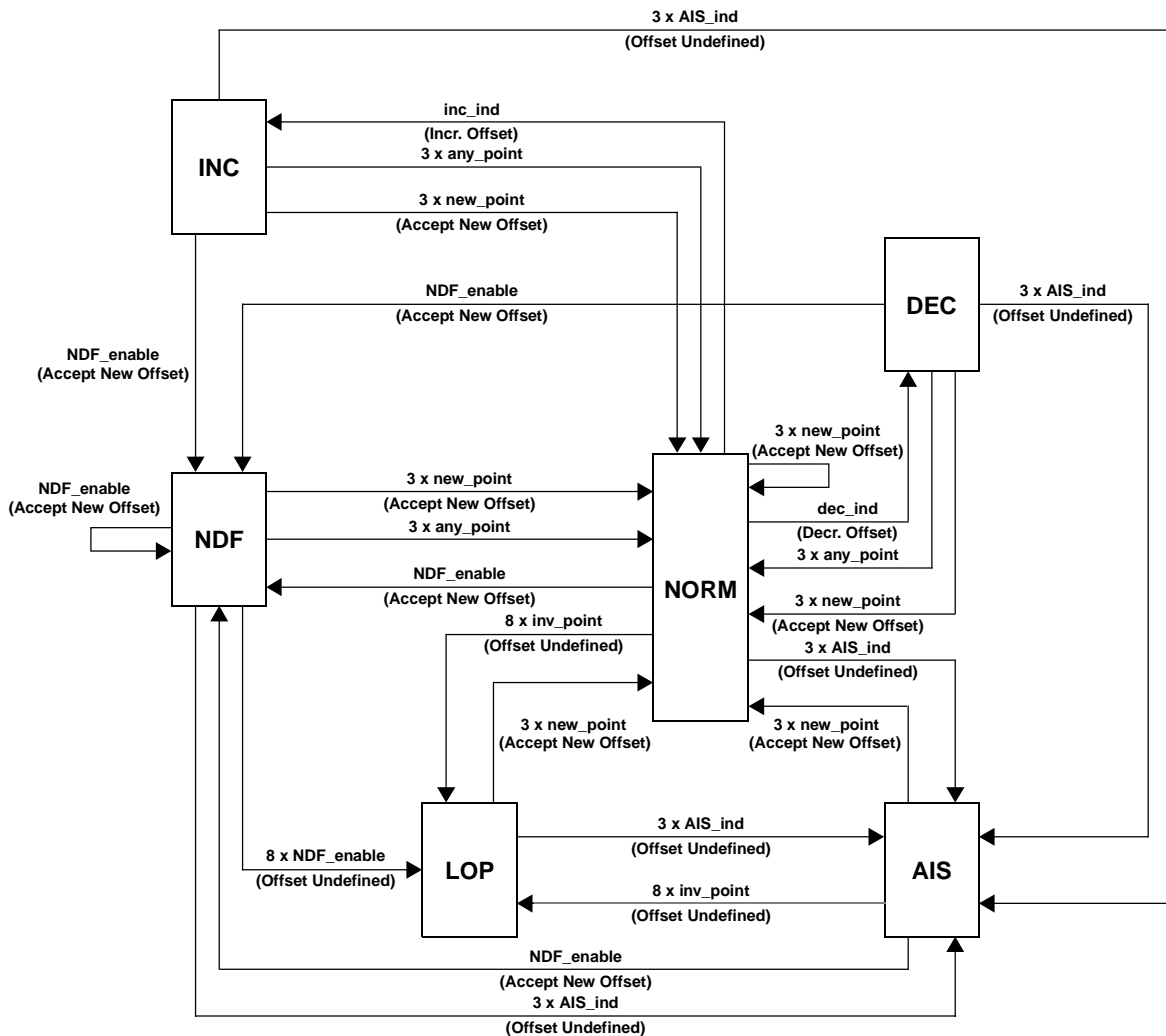 3 x AIS_ind
(Offset Undefined)
inc_ind
(Incr. Offset)
INC
3 x any_point
3 x new_point
(Accept New Offset)
NDF_enable
(Accept New Offset)
DEC
3 x AIS_ind
(Offset Undefined)
NDF_enable
(Accept New Offset)
3 x new_point
(Accept New Offset)
NDF_enable
(Accept New Offset)
3 x new_point
(Accept New Offset)
dec_ind
(Decr. Offset)
NDF
3 x any_point
3 x any_point
NORM
NDF_enable
(Accept New Offset)
3 x new_point
(Accept New Offset)
8 x inv_point
(Offset Undefined)
3 x AIS_ind
(Offset Undefined)
3 x new_point
(Accept New Offset)
3 x new_point
(Accept New Offset)
3 x AIS_ind
(Offset Undefined)
8 x NDF_enable
(Offset Undefined)
LOP
AIS
8 x inv_point
(Offset Undefined)
NDF_enable
(Accept New Offset)
3 x AIS_ind
(Offset Undefined)